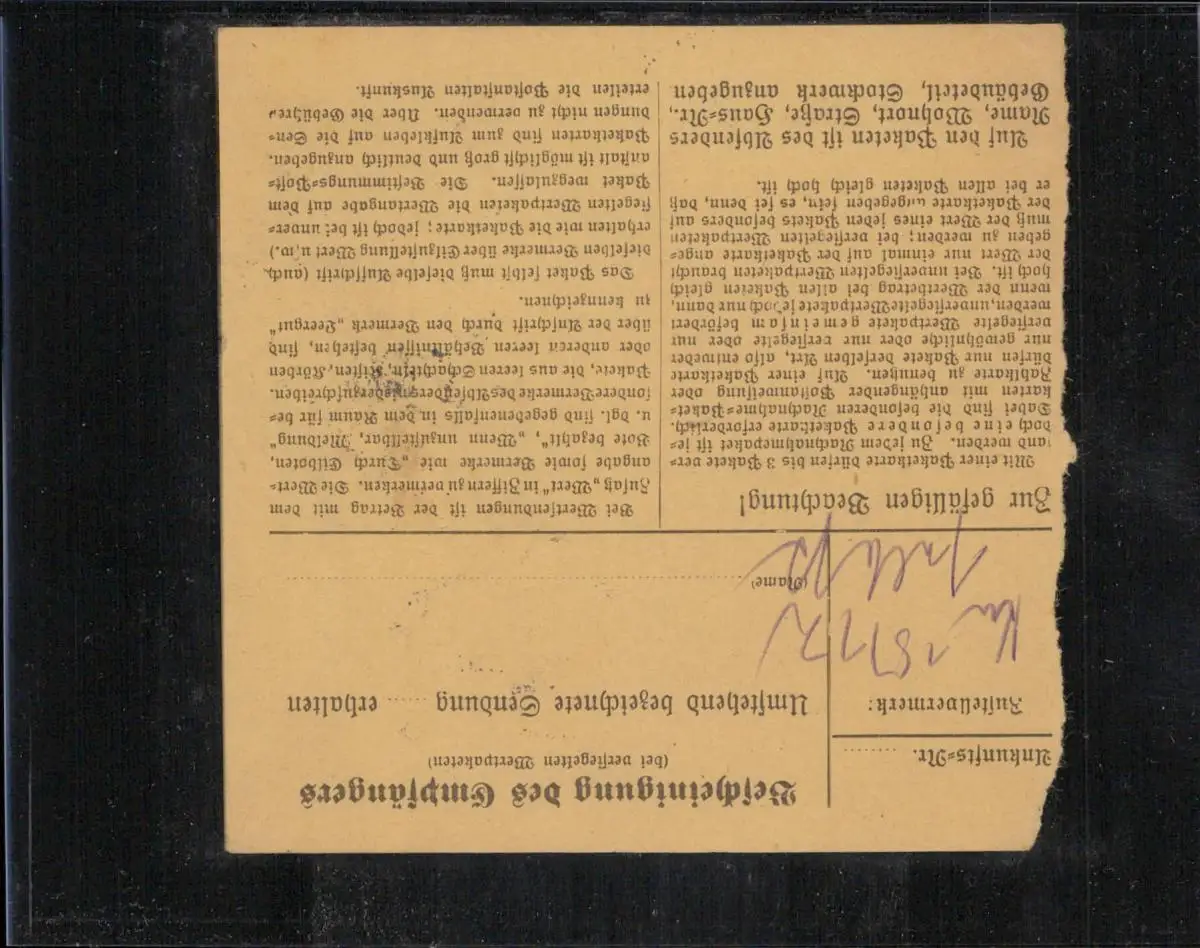 Ankunfts-Nr. ........
Zustellvermerk:
18/12
Bescheinigung des Empfängers
(bei versiegelten Wertpaketen)
Umstehend bezeichnete Sendung ...... erhalten
(Name)
Zur gefälligen Beachtung!
Mit einer Paketkarte dürfen bis 3 Pakete ver-
sand werden. Zu jedem Nachnahmepaket ist je-
doch eine besondere Paketkarte erforderlich.
Dabei sind die besonderen Nachnahme-Paket-
karten mit anhängender Postanweisung oder
Zahlkarte zu benutzen. Auf einer Paketkarte
dürfen nur Pakete derselben Art, also entweder
nur gewöhnliche oder nur versiegelte oder nur
versiegelte Wertpakete gemeinsam befördert
werden, unversiegelte Wertpakete jedoch nur dann,
wenn der Wertbetrag bei allen Paketen gleich
hoch ist. Bei unversiegelten Wertpaketen braucht
der Wert nur einmal auf der Paketkarte ange-
geben zu werden; bei versiegelten Wertpaketen
muß der Wert eines jeden Pakets besonders auf
der Paketkarte angegeben sein, es sei denn, daß
er bei allen Paketen gleich hoch ist.
Auf den Paketen ist des Absenders
Name, Wohnort, Straße, Haus-Nr.,
Gebäudeteil, Stockwerk anzugeben
Bei Wertsendungen ist der Betrag mit dem
Zusatz „Wert“ in Ziffern zu vermerken. Die Wert-
angabe sowie Vermerke wie „Durch Eilboten,
Bote bezahlt“, „Wenn unzustellbar, Meldung“
u. dgl. sind gegebenenfalls in dem Raum für be-
sondere Vermerke des Absenders niederzuschreiben.
Pakete, die aus leeren Schachteln, Kisten, Körben
oder anderen leeren Behältnissen bestehen, sind
über der Aufschrift durch den Vermerk „Leergut“
zu kennzeichnen.
Das Paket selbst muß dieselbe Aufschrift (auch
dieselben Vermerke über Eilzustellung Wert u.w.)
erhalten wie die Paketkarte; jedoch ist bei unver-
siegelten Wertpaketen die Wertangabe auf dem
Paket wegzulassen. Die Bestimmungs-Post-
anstalt ist möglichst groß und deutlich anzugeben.
Paketkarten sind zum Aufkleben auf die Sen-
dungen nicht zu verwenden. Über die Gebühren
erteilen die Postanstalten Auskunft.